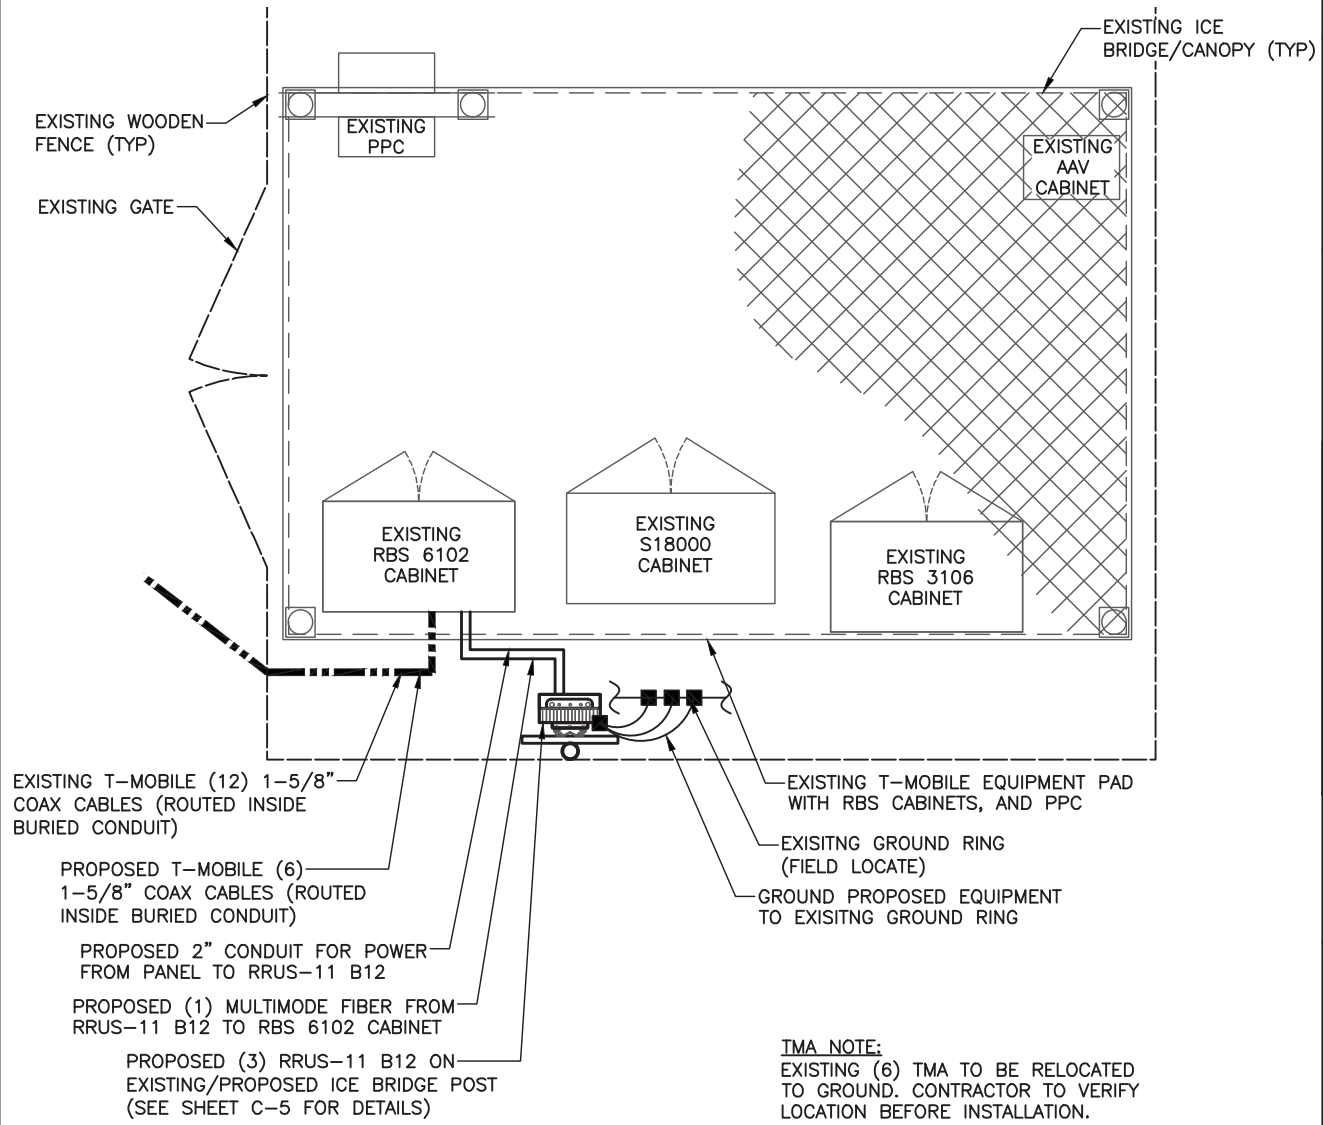 EXISTING ICE
BRIDGE/CANOPY (TYP)
EXISTING WOODEN
FENCE (TYP)
EXISTING
PPC
EXISTING
AAV
CABINET
EXISTING GATE
EXISTING
RBS 6102
CABINET
EXISTING
S18000
CABINET
EXISTING
RBS 3106
CABINET
EXISTING T-MOBILE (12) 1-5/8"
COAX CABLES (ROUTED INSIDE
BURIED CONDUIT)
PROPOSED T-MOBILE (6)
1-5/8" COAX CABLES (ROUTED
INSIDE BURIED CONDUIT)
PROPOSED 2" CONDUIT FOR POWER
FROM PANEL TO RRUS-11 B12
PROPOSED (1) MULTIMODE FIBER FROM
RRUS-11 B12 TO RBS 6102 CABINET
PROPOSED (3) RRUS-11 B12 ON
EXISTING/PROPOSED ICE BRIDGE POST
(SEE SHEET C-5 FOR DETAILS)
EXISTING T-MOBILE EQUIPMENT PAD
WITH RBS CABINETS, AND PPC
EXISITNG GROUND RING
(FIELD LOCATE)
GROUND PROPOSED EQUIPMENT
TO EXISITNG GROUND RING
TMA NOTE:
EXISTING (6) TMA TO BE RELOCATED
TO GROUND. CONTRACTOR TO VERIFY
LOCATION BEFORE INSTALLATION.